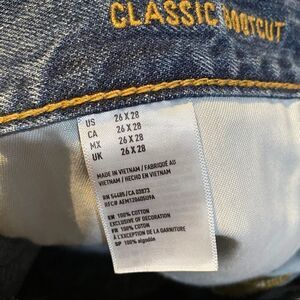 CLASSIC BOOTCUT
US 26 X 28
CA 26 X 28
MX 26 X 28
UK 26 X 28
MADE IN VIETNAM / FABRIQUÉ AU
VIETNAM / HECHO EN VIETNAM
RN 54485 / CA 03873
EN 100% COTTON
EXCLUSIVE OF DECORATION
FR 100% COTON
À L'EXCEPTION DE LA GARNITURE
100% algodón